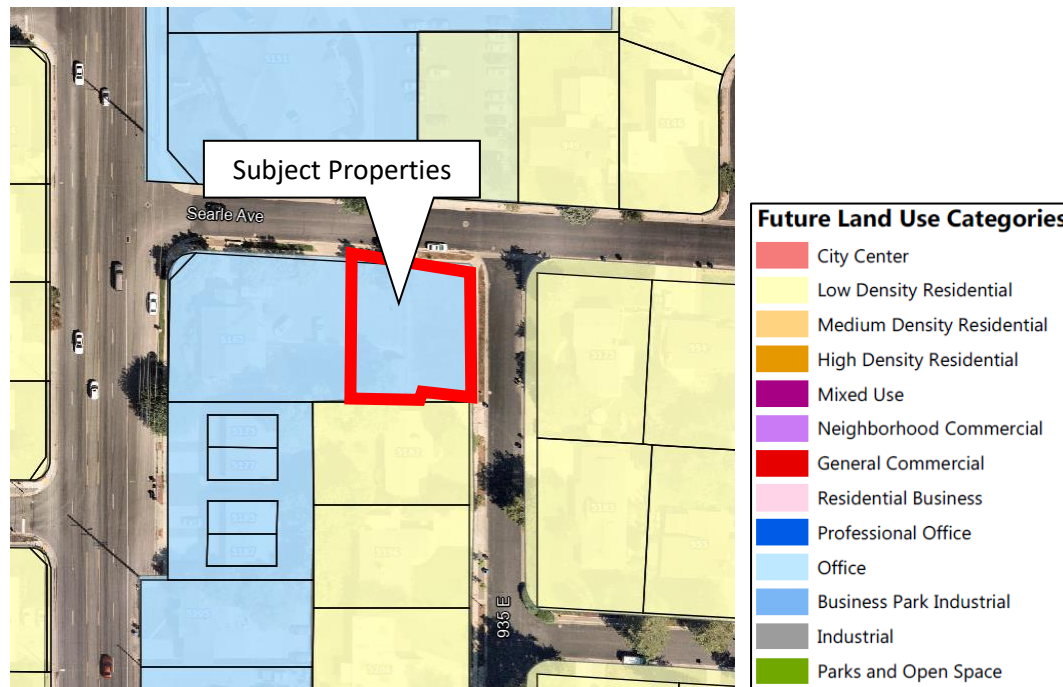 Subject Properties
Searle Ave
935 E
Future Land Use Categories
City Center
Low Density Residential
Medium Density Residential
High Density Residential
Mixed Use
Neighborhood Commercial
General Commercial
Residential Business
Professional Office
Office
Business Park Industrial
Industrial
Parks and Open Space